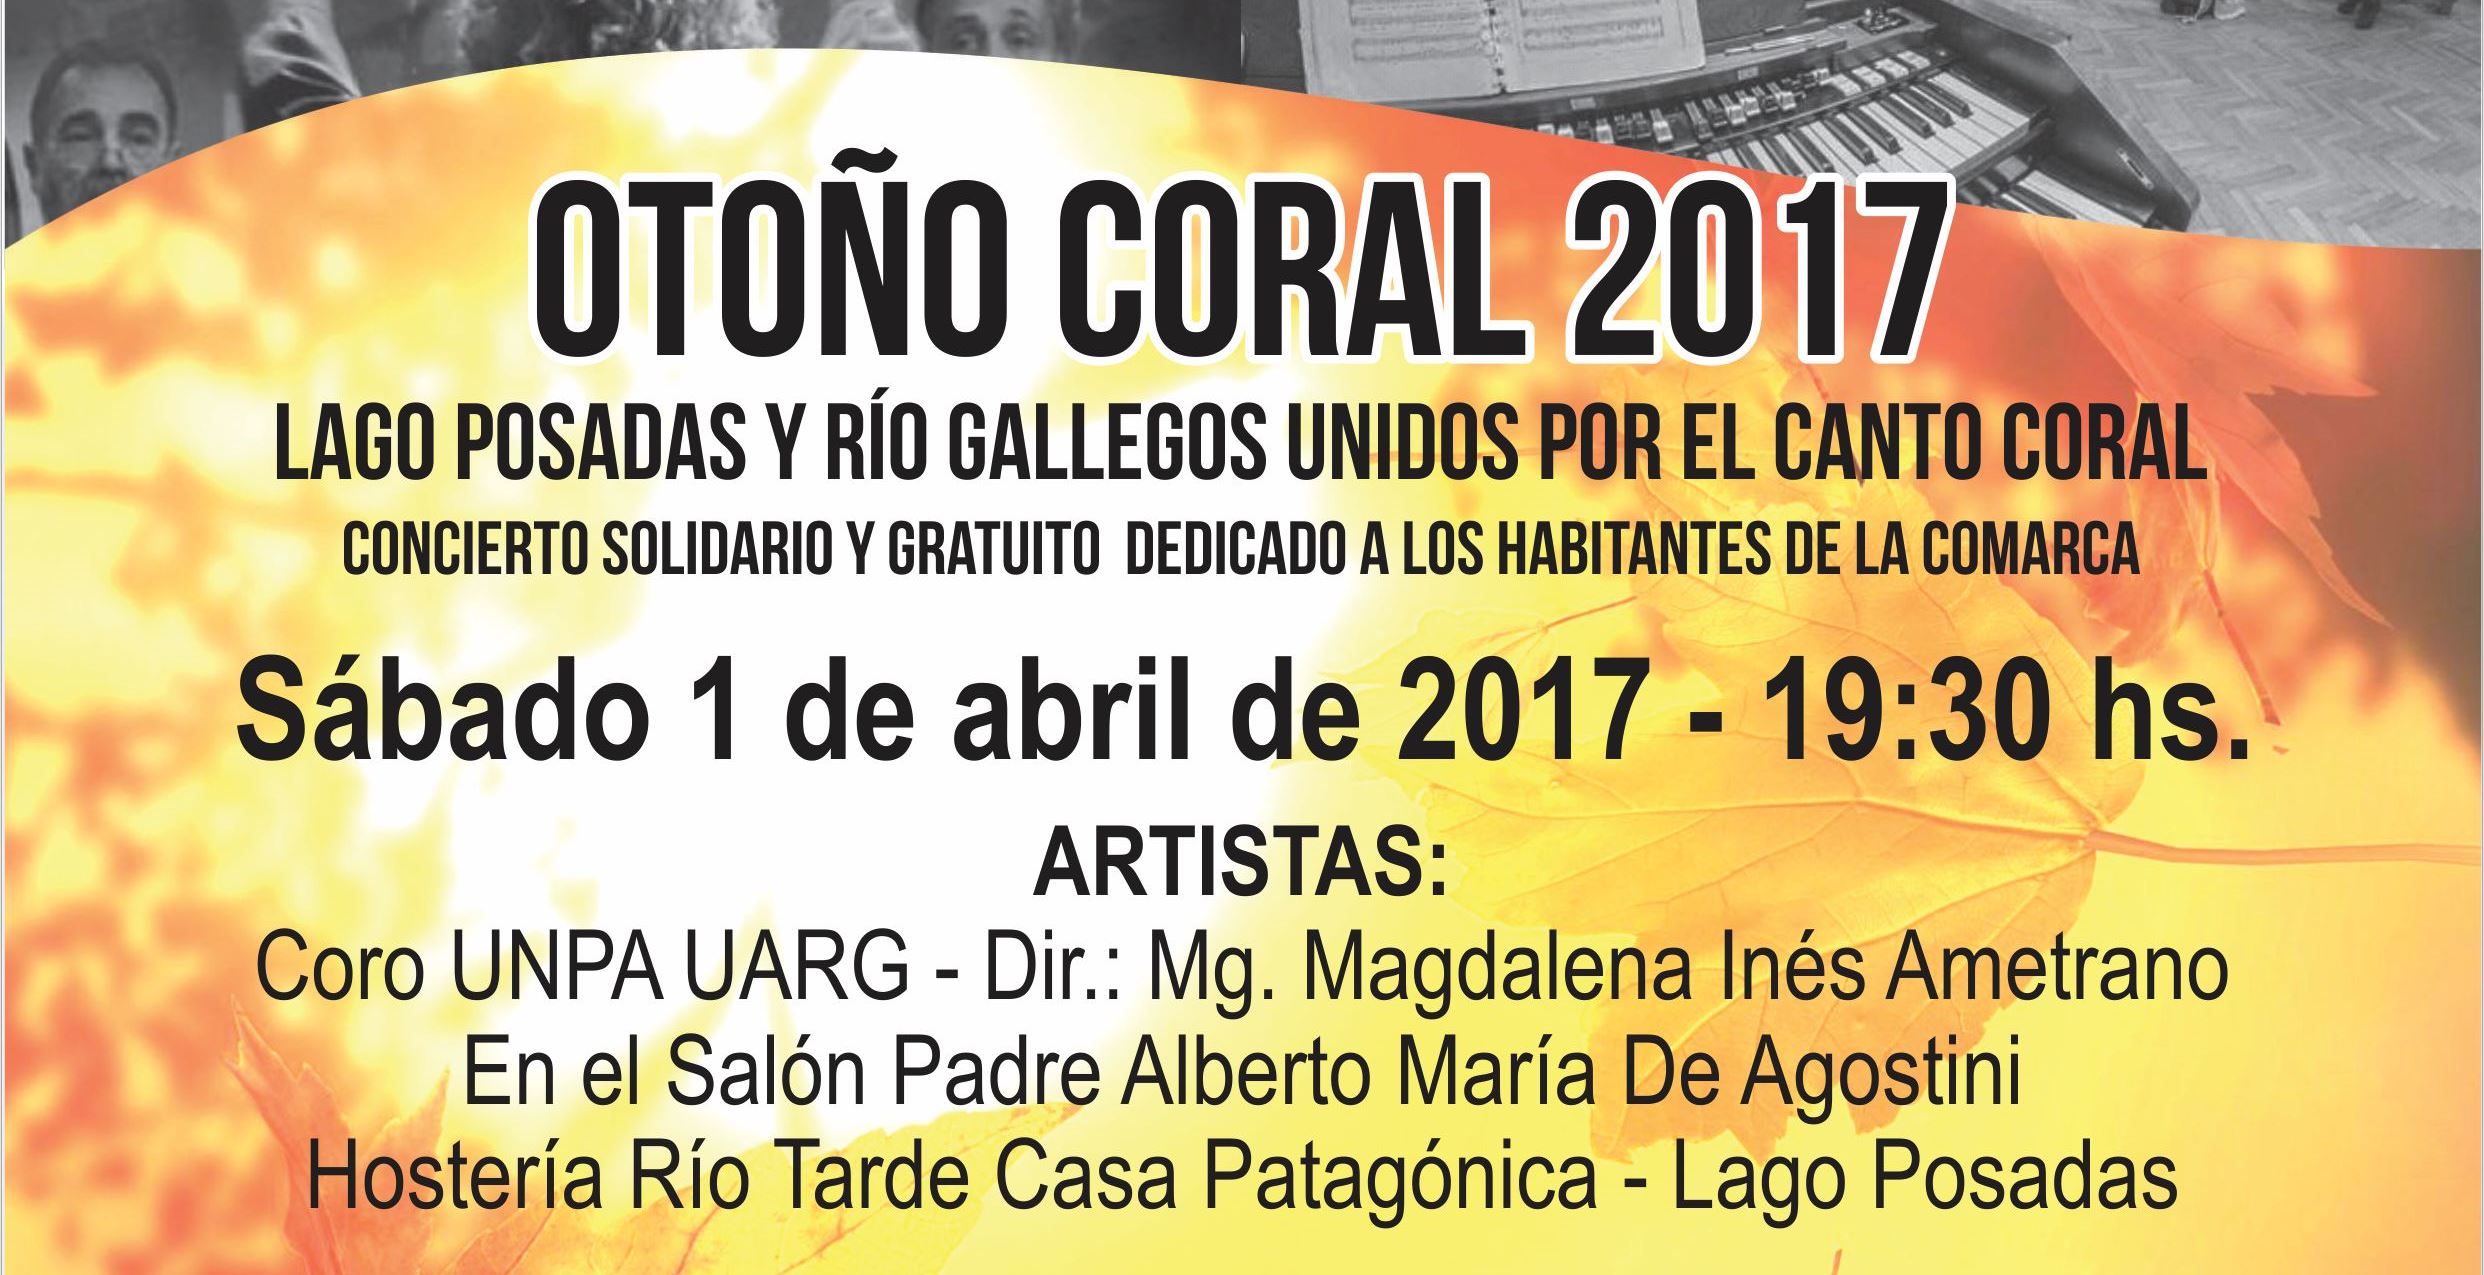 OTOÑO CORAL 2017
LAGO POSADAS Y RÍO GALLEGOS UNIDOS POR EL CANTO CORAL
CONCIERTO SOLIDARIO Y GRATUITO DEDICADO A LOS HABITANTES DE LA COMARCA
Sábado 1 de abril de 2017 - 19:30 hs.
ARTISTAS:
Coro UNPA UARG - Dir.: Mg. Magdalena Inés Ametrano
En el Salón Padre Alberto María De Agostini
Hostería Río Tarde Casa Patagónica - Lago Posadas